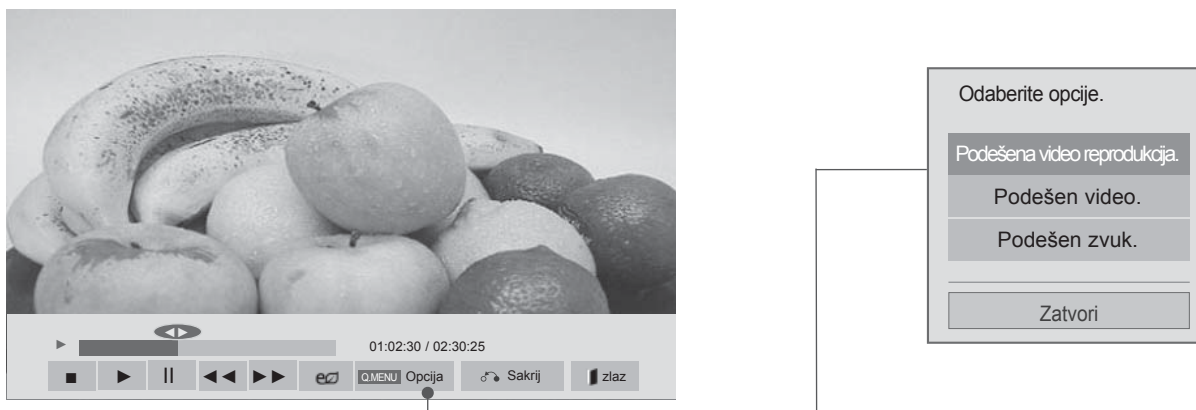 01:02:30 / 02:30:25
Q.MENU Opcija
Sakrij
zlaz
Odaberite opcije.
Podešena video reprodukcija.
Podešen video.
Podešen zvuk.
Zatvori